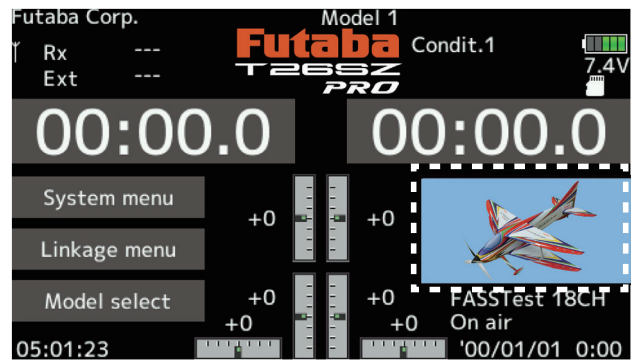 Futaba Corp.
Model 1
Rx ---
Ext ---
Futaba
T26SZ
PRO
Condit.1
7.4V
00:00.0
00:00.0
System menu
Linkage menu
Model select
+0
+0
+0
+0
+0
+0
FASSTest 18CH
On air
05:01:23
'00/01/01 0:00